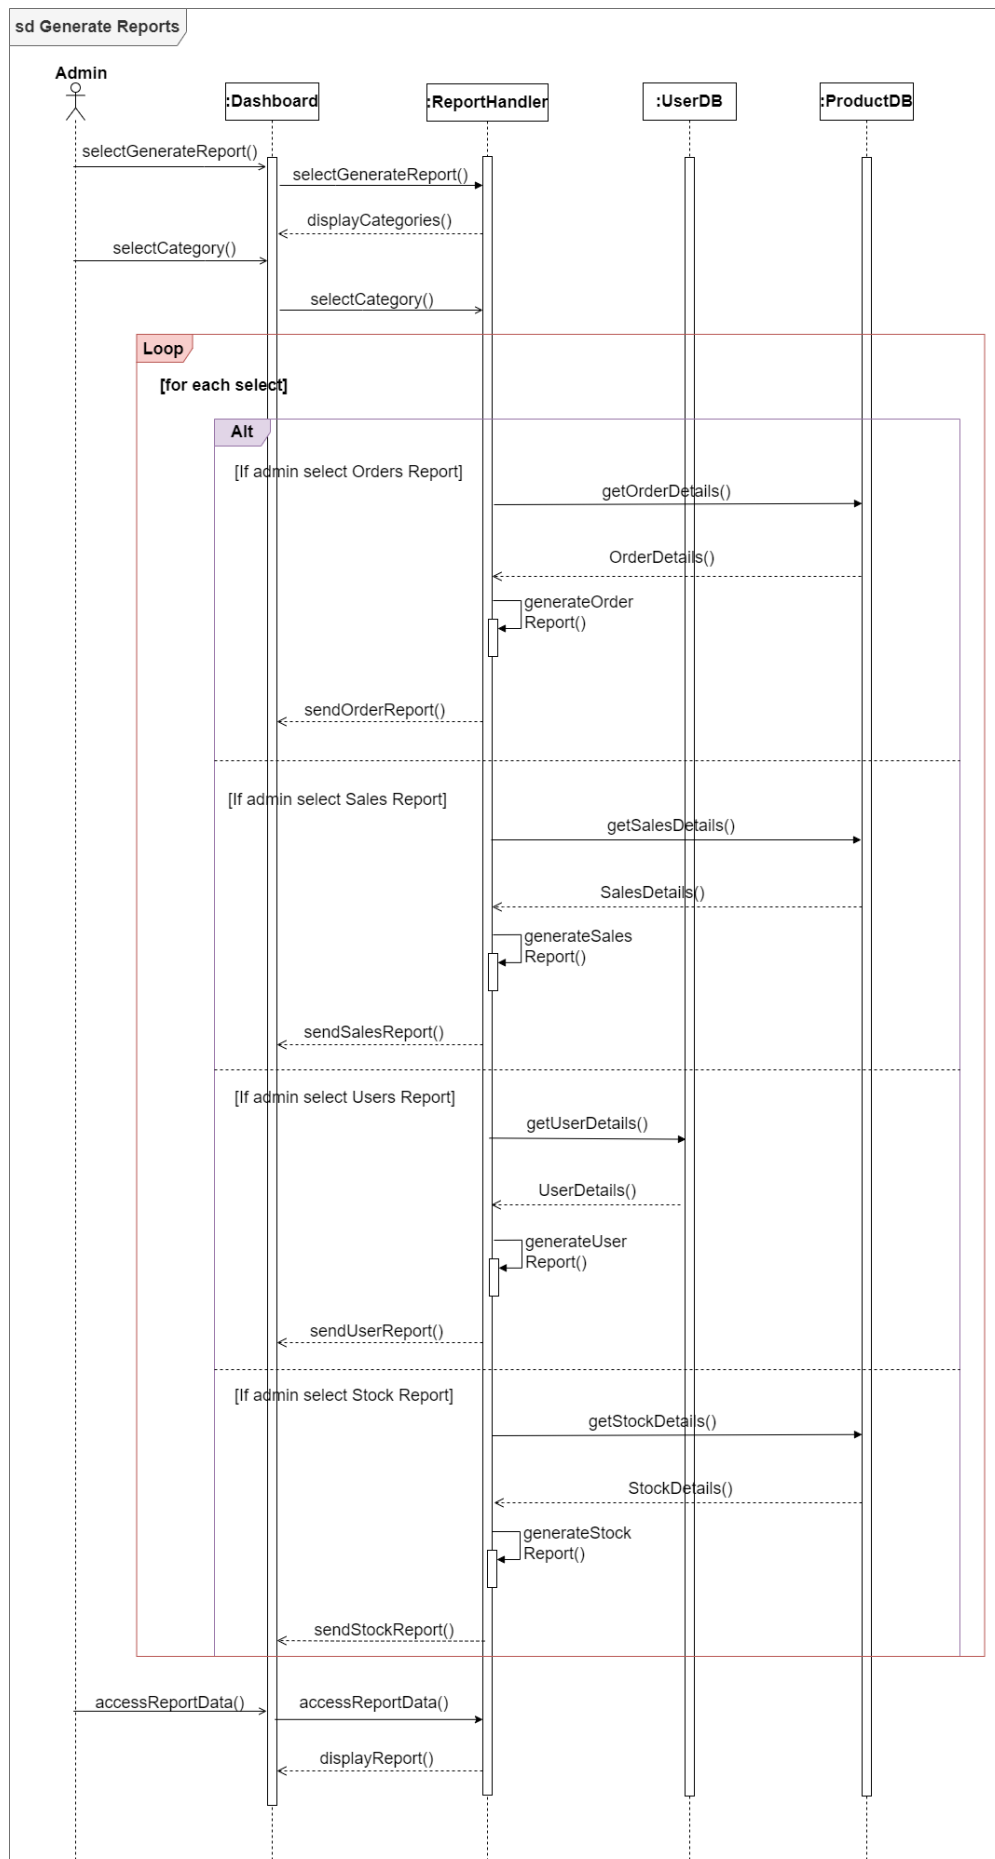 sd Generate Reports
Admin
:Dashboard
:ReportHandler
:UserDB
:ProductDB
selectGenerateReport()
selectGenerateReport()
displayCategories()
selectCategory()
selectCategory()
Loop
[for each select]
Alt
[If admin select Orders Report]
getOrderDetails()
OrderDetails()
generateOrder
Report()
sendOrderReport()
[If admin select Sales Report]
getSalesDetails()
SalesDetails()
generateSales
Report()
sendSalesReport()
[If admin select Users Report]
getUserDetails()
UserDetails()
generateUser
Report()
sendUserReport()
[If admin select Stock Report]
getStockDetails()
StockDetails()
generateStock
Report()
sendStockReport()
accessReportData()
accessReportData()
displayReport()